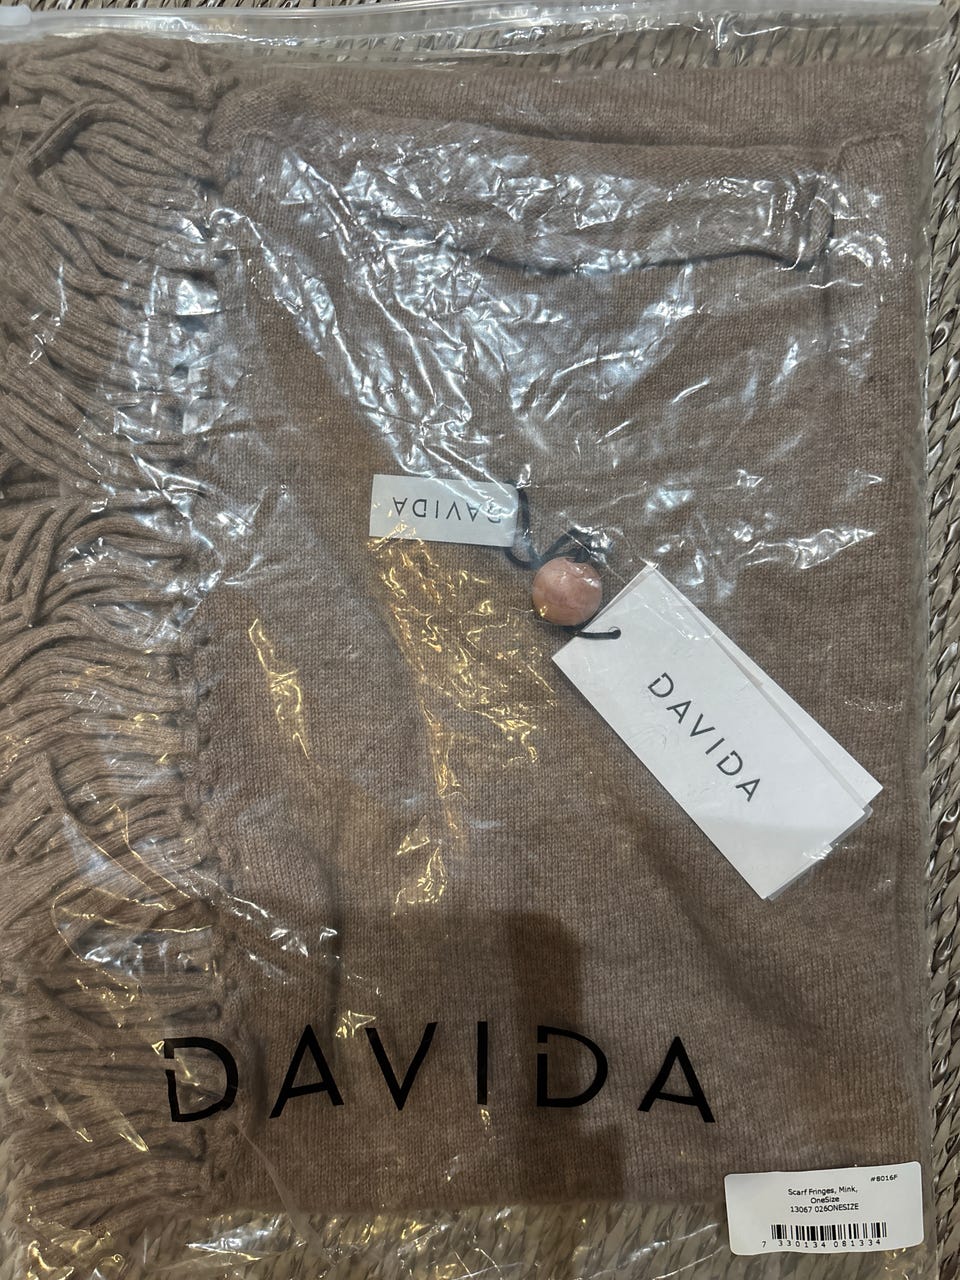 DAVIDA
DAVIDA
DAVIDA
#8016F
Scarf Fringes, Mink,
OneSize
13067 026ONESIZE
7 330134 081334